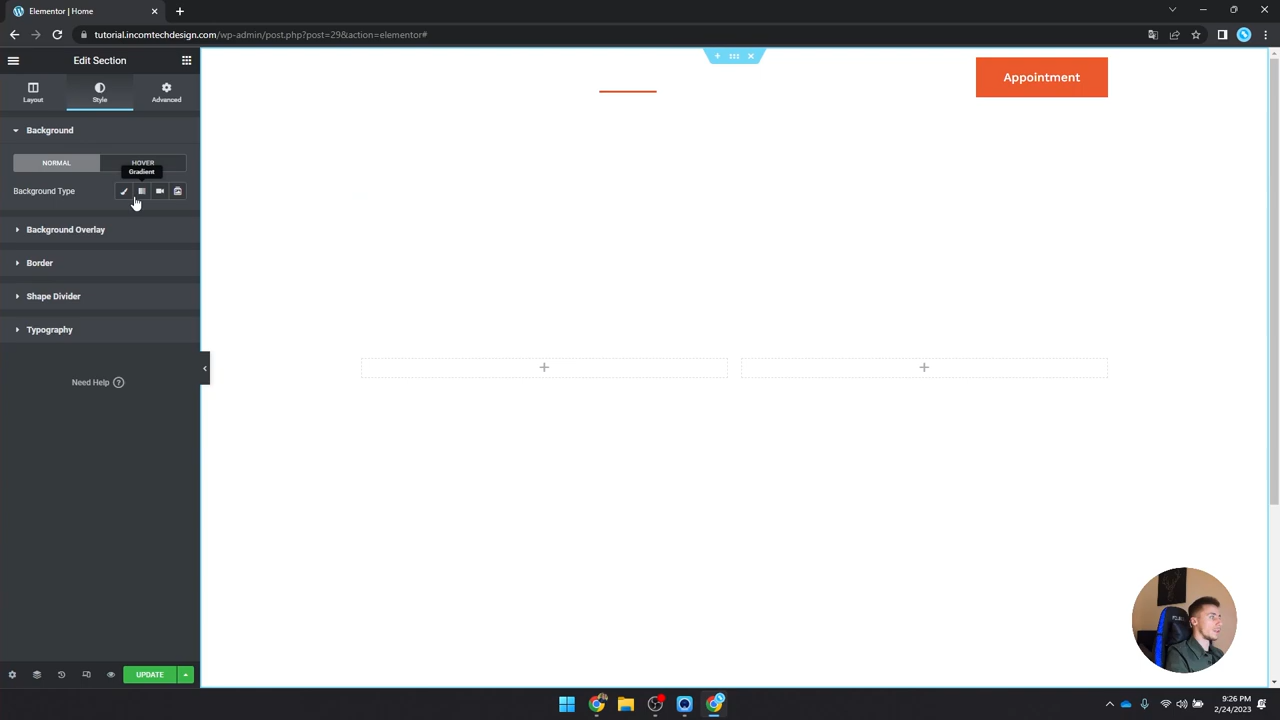 Elementor | Home
tutorial.incomtechdesign.com/wp-admin/post.php?post=29&action=elementor#
Edit Section
Appointment
Layout
Style
Advanced
Background
NORMAL
HOVER
Gradient
Background Type
Background Overlay
Border
Shape Divider
Typography
Need Help
UPDATE
9:26 PM
2/24/2023